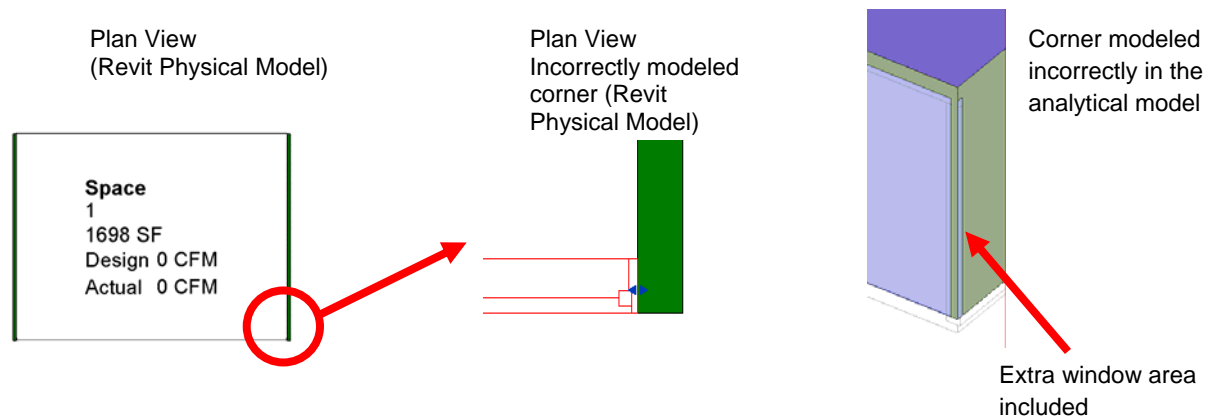 Plan View
(Revit Physical Model)
Space
1
1698 SF
Design 0 CFM
Actual 0 CFM
Plan View
Incorrectly modeled
corner (Revit
Physical Model)
Corner modeled
incorrectly in the
analytical model
Extra window area
included